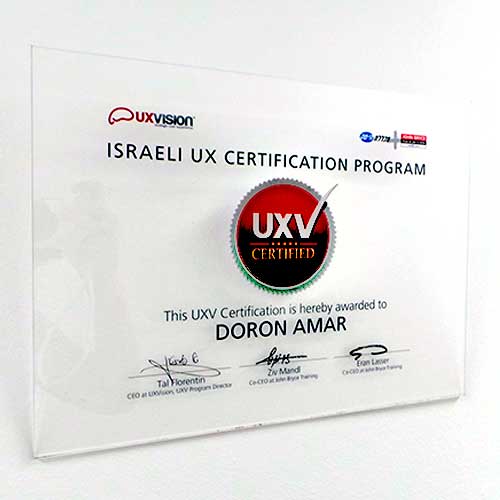 UXVISION
ISRAELI UX CERTIFICATION PROGRAM
UXV
CERTIFIED
This UXV Certification is hereby awarded to
DORON AMAR
Tal Florentin
Ziv Mandl
Eran Lasser
CEO at UXVision, UXV Program Director
Co-CEO at John Bryce Training
Co-CEO at John Bryce Training